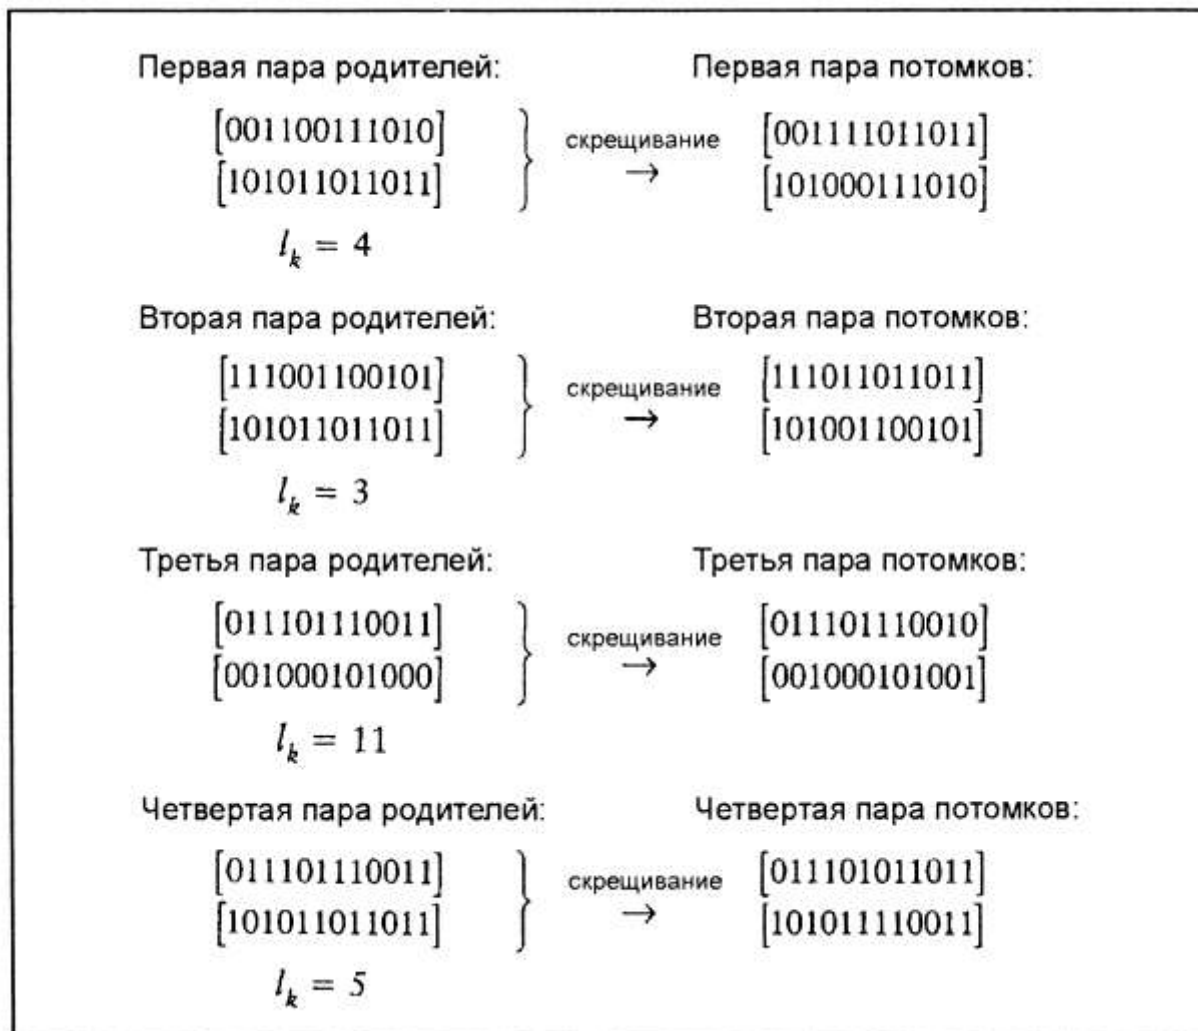 Первая пара родителей: Первая пара потомков:
[001100111010] } скрещивание → [001111011011]
[101011011011] [101000111010]
l_k = 4
Вторая пара родителей: Вторая пара потомков:
[111001100101] } скрещивание → [111011011011]
[101011011011] [101001100101]
l_k = 3
Третья пара родителей: Третья пара потомков:
[011101110011] } скрещивание → [011101110010]
[001000101000] [001000101001]
l_k = 11
Четвертая пара родителей: Четвертая пара потомков:
[011101110011] } скрещивание → [011101011011]
[101011011011] [101011110011]
l_k = 5